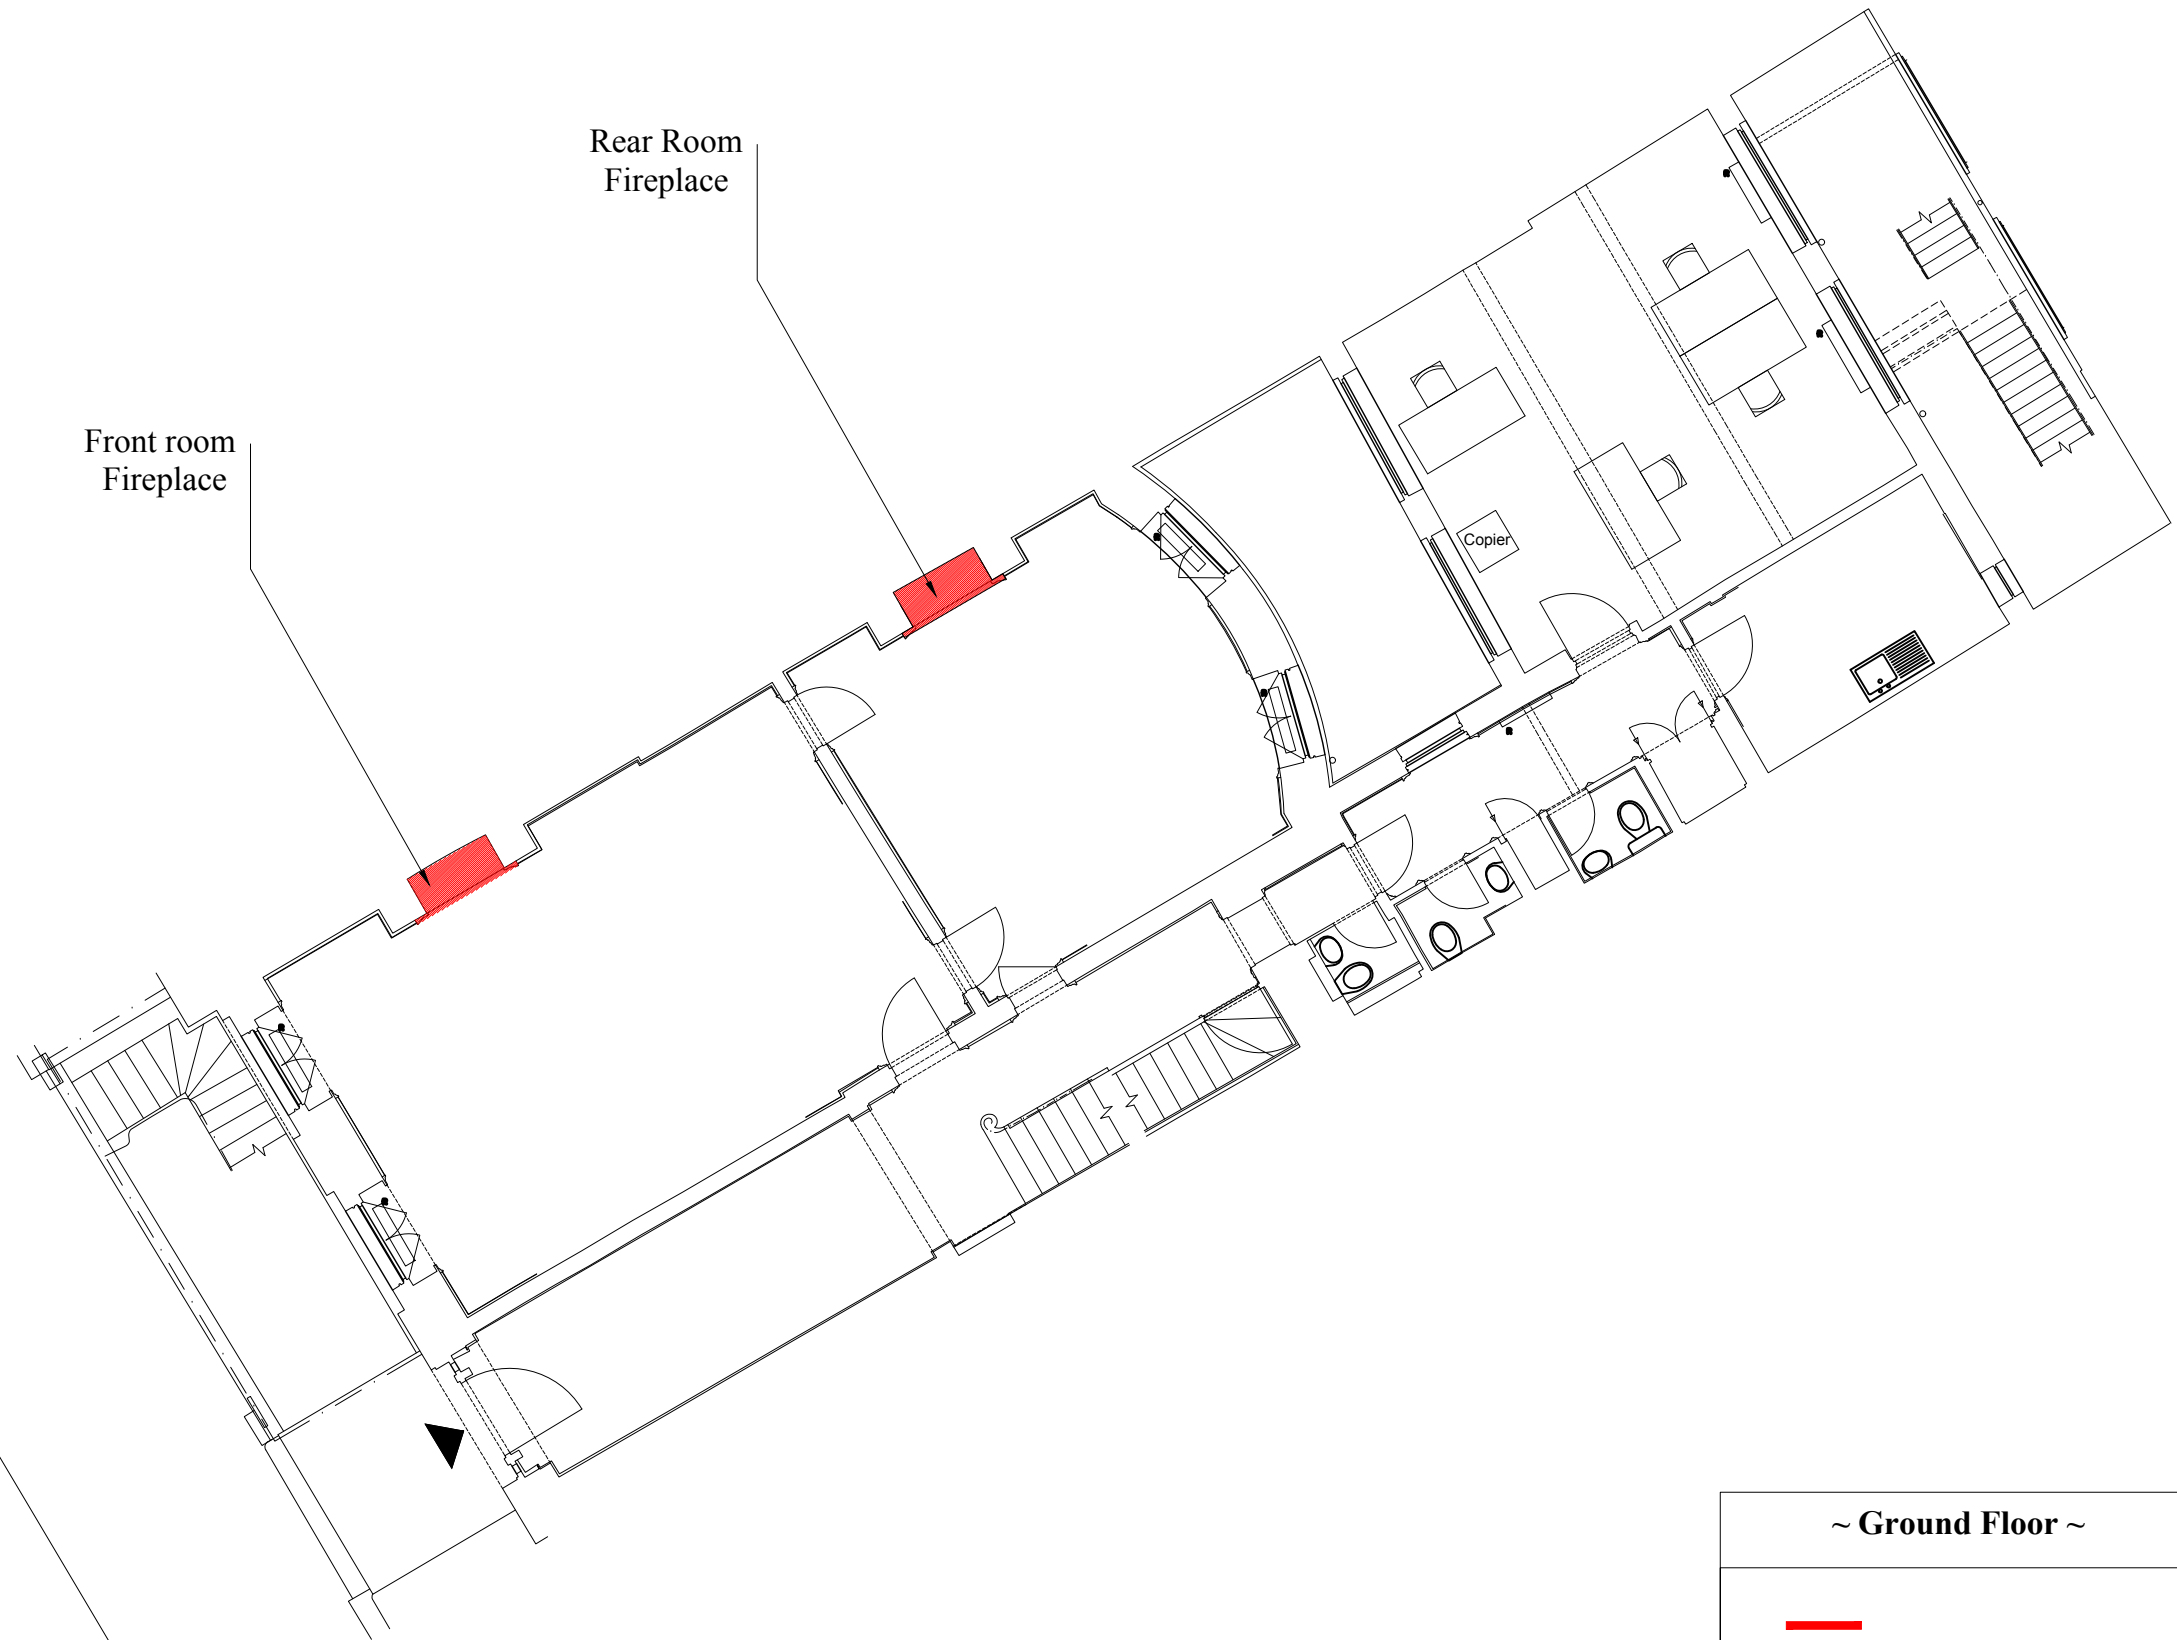 Rear Room
Fireplace
Front room
Fireplace
Copier
~ Ground Floor ~